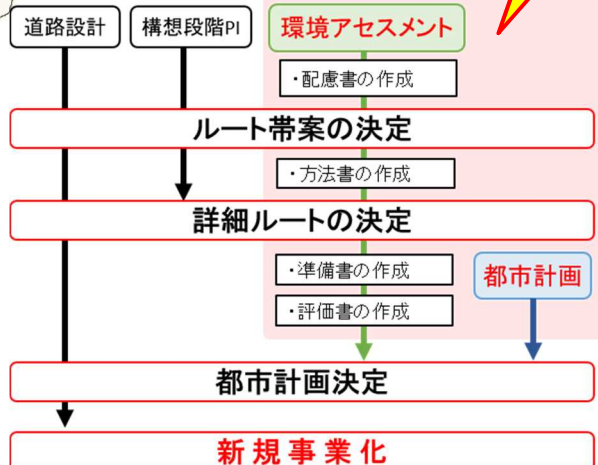 道路設計
構想段階PI
環境アセスメント
・配慮書の作成
ルート帯案の決定
・方法書の作成
詳細ルートの決定
・準備書の作成
都市計画
・評価書の作成
都市計画決定
新規事業化